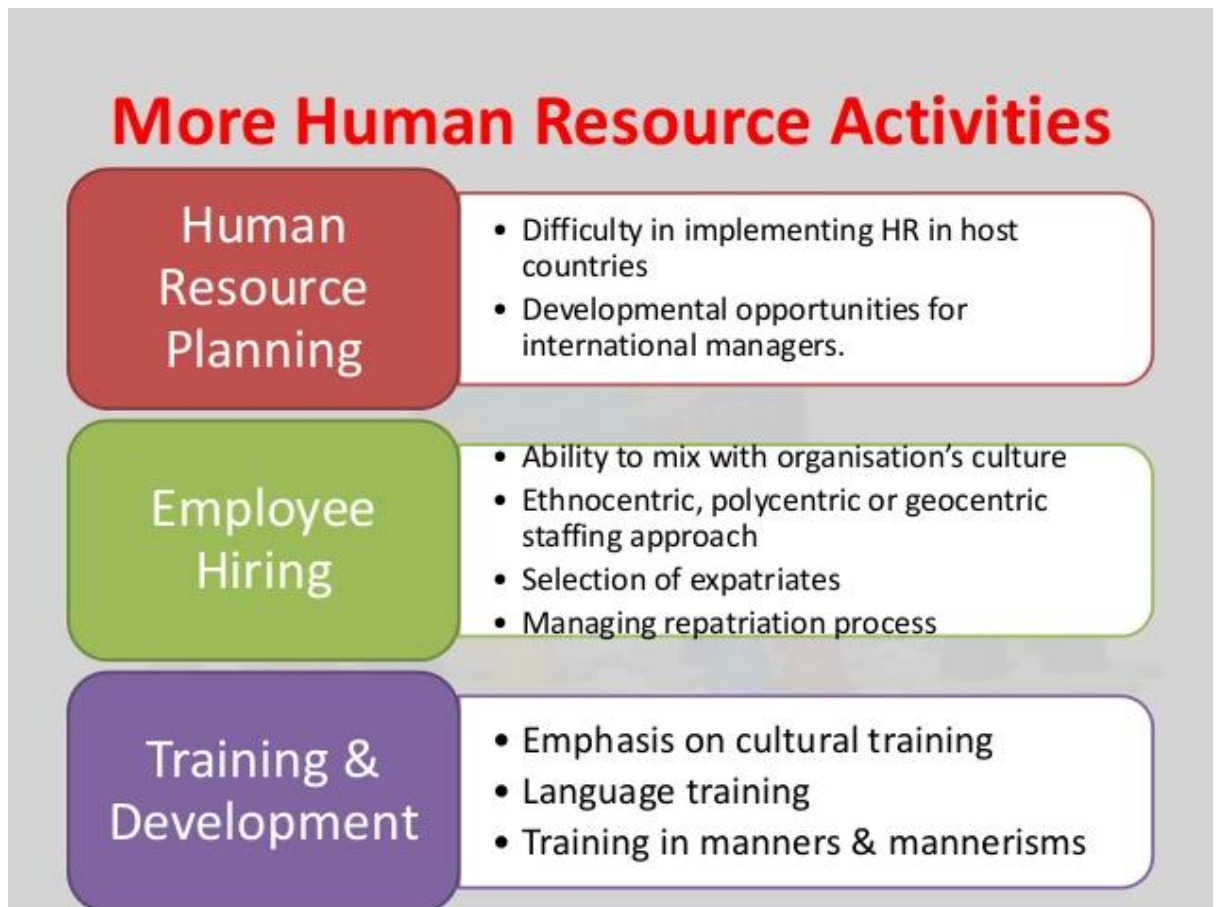 More Human Resource Activities
Human
Resource
Planning
• Difficulty in implementing HR in host
countries
• Developmental opportunities for
international managers.
Employee
Hiring
• Ability to mix with organisation’s culture
• Ethnocentric, polycentric or geocentric
staffing approach
• Selection of expatriates
• Managing repatriation process
Training &
Development
• Emphasis on cultural training
• Language training
• Training in manners & mannerisms